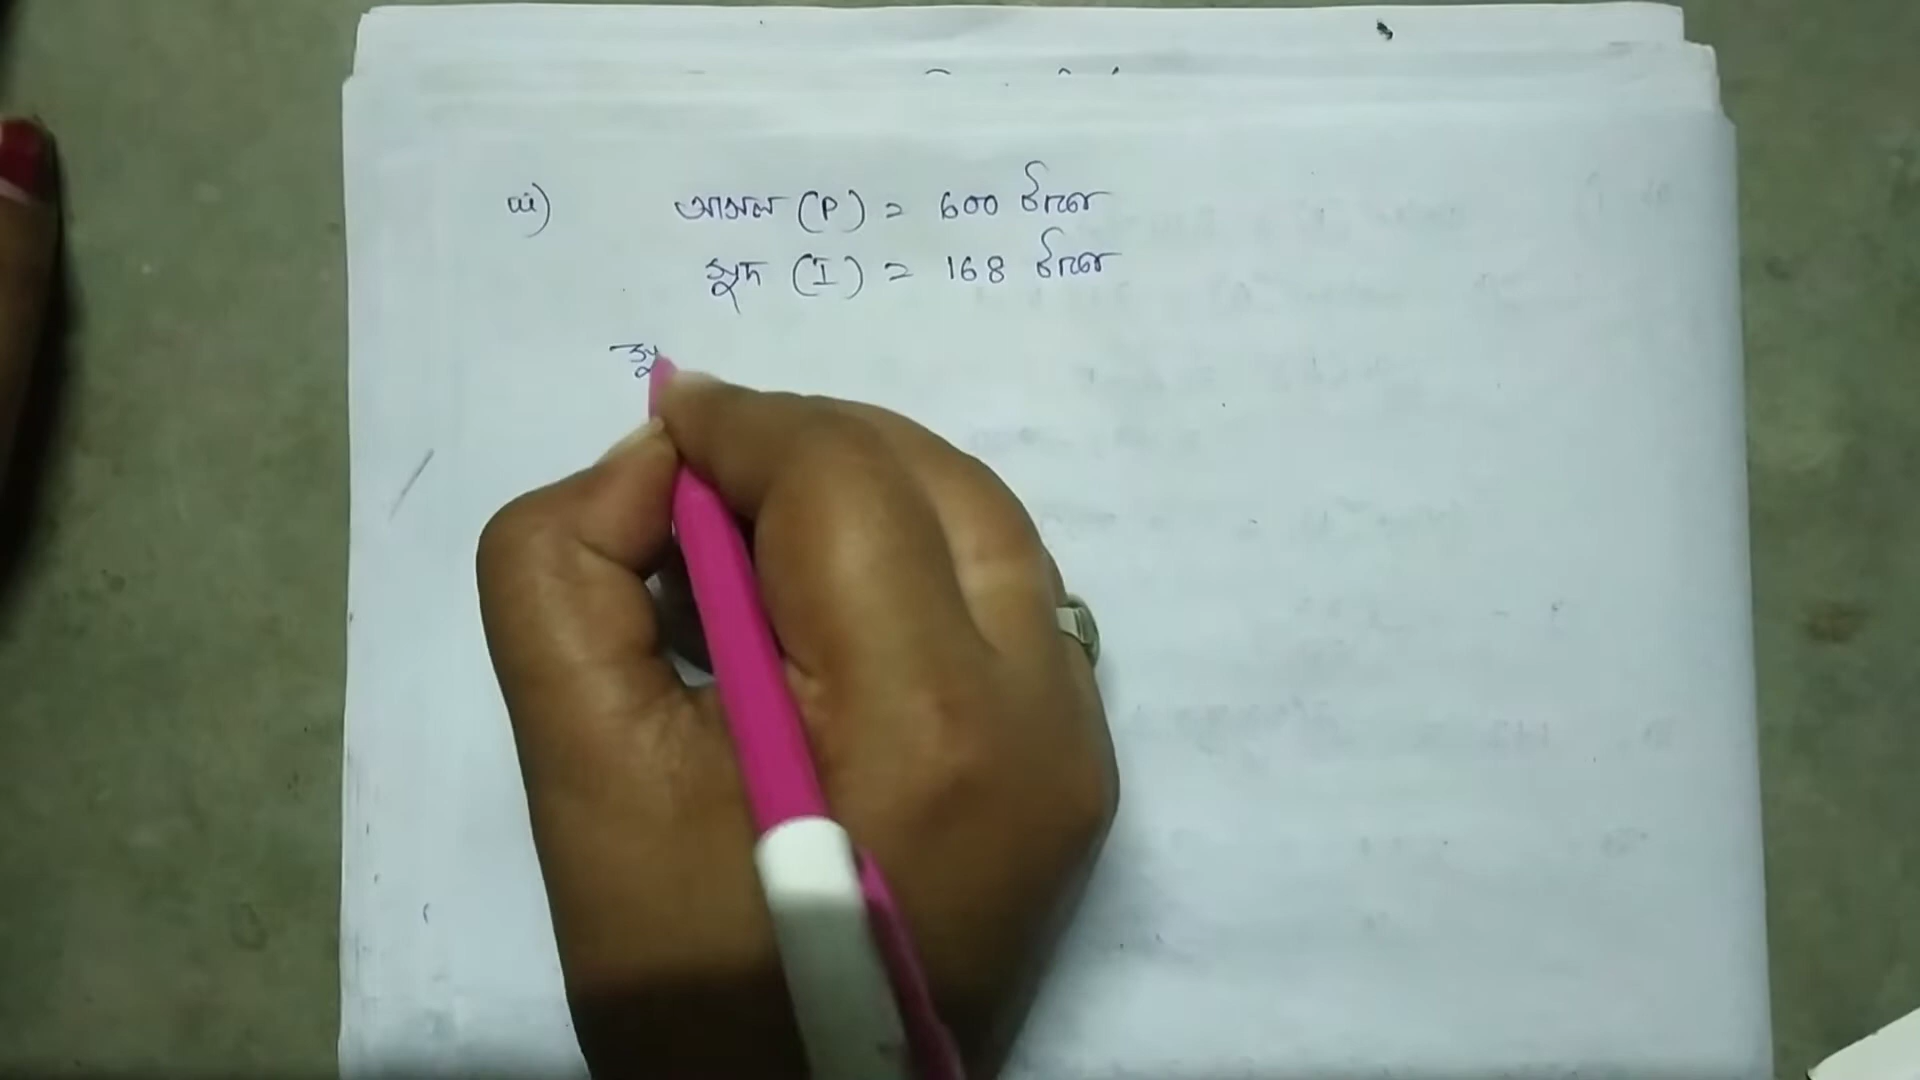 iii) আসল (P) = 600 টাকা
সুদ (I) = 168 টাকা
সু